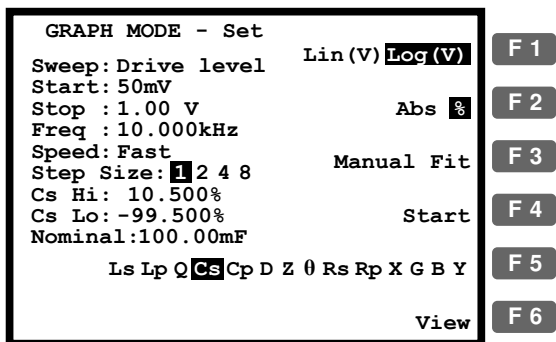 GRAPH MODE - Set
Lin(V) Log(V) F 1
Sweep: Drive level
Start: 50mV
Stop : 1.00 V Abs % F 2
Freq : 10.000kHz
Speed: Fast
Manual Fit F 3
Step Size: 1 2 4 8
Cs Hi: 10.500%
Cs Lo: -99.500% Start F 4
Nominal:100.00mF
Ls Lp Q Cs Cp D Z θ Rs Rp X G B Y F 5
View F 6